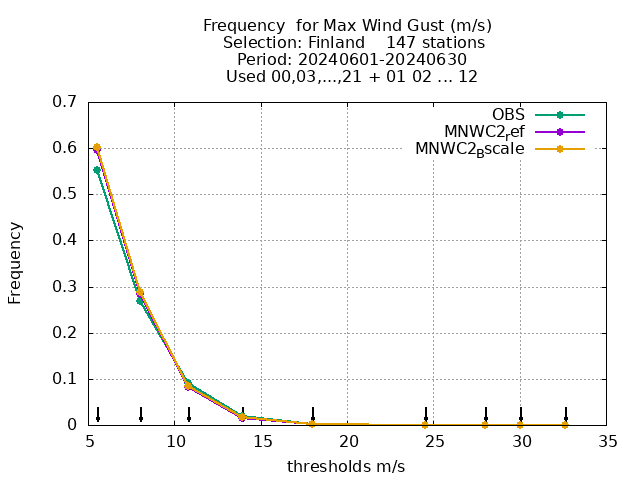 Frequency  for Max Wind Gust (m/s)
Selection: Finland    147 stations
Period: 20240601-20240630
Used 00,03,...,21 + 01 02 ... 12
0.7
0.6
0.5
0.4
0.3
0.2
0.1
0
Frequency
OBS
MNWC2ref
MNWC2Bscale
5 10 15 20 25 30 35
thresholds m/s